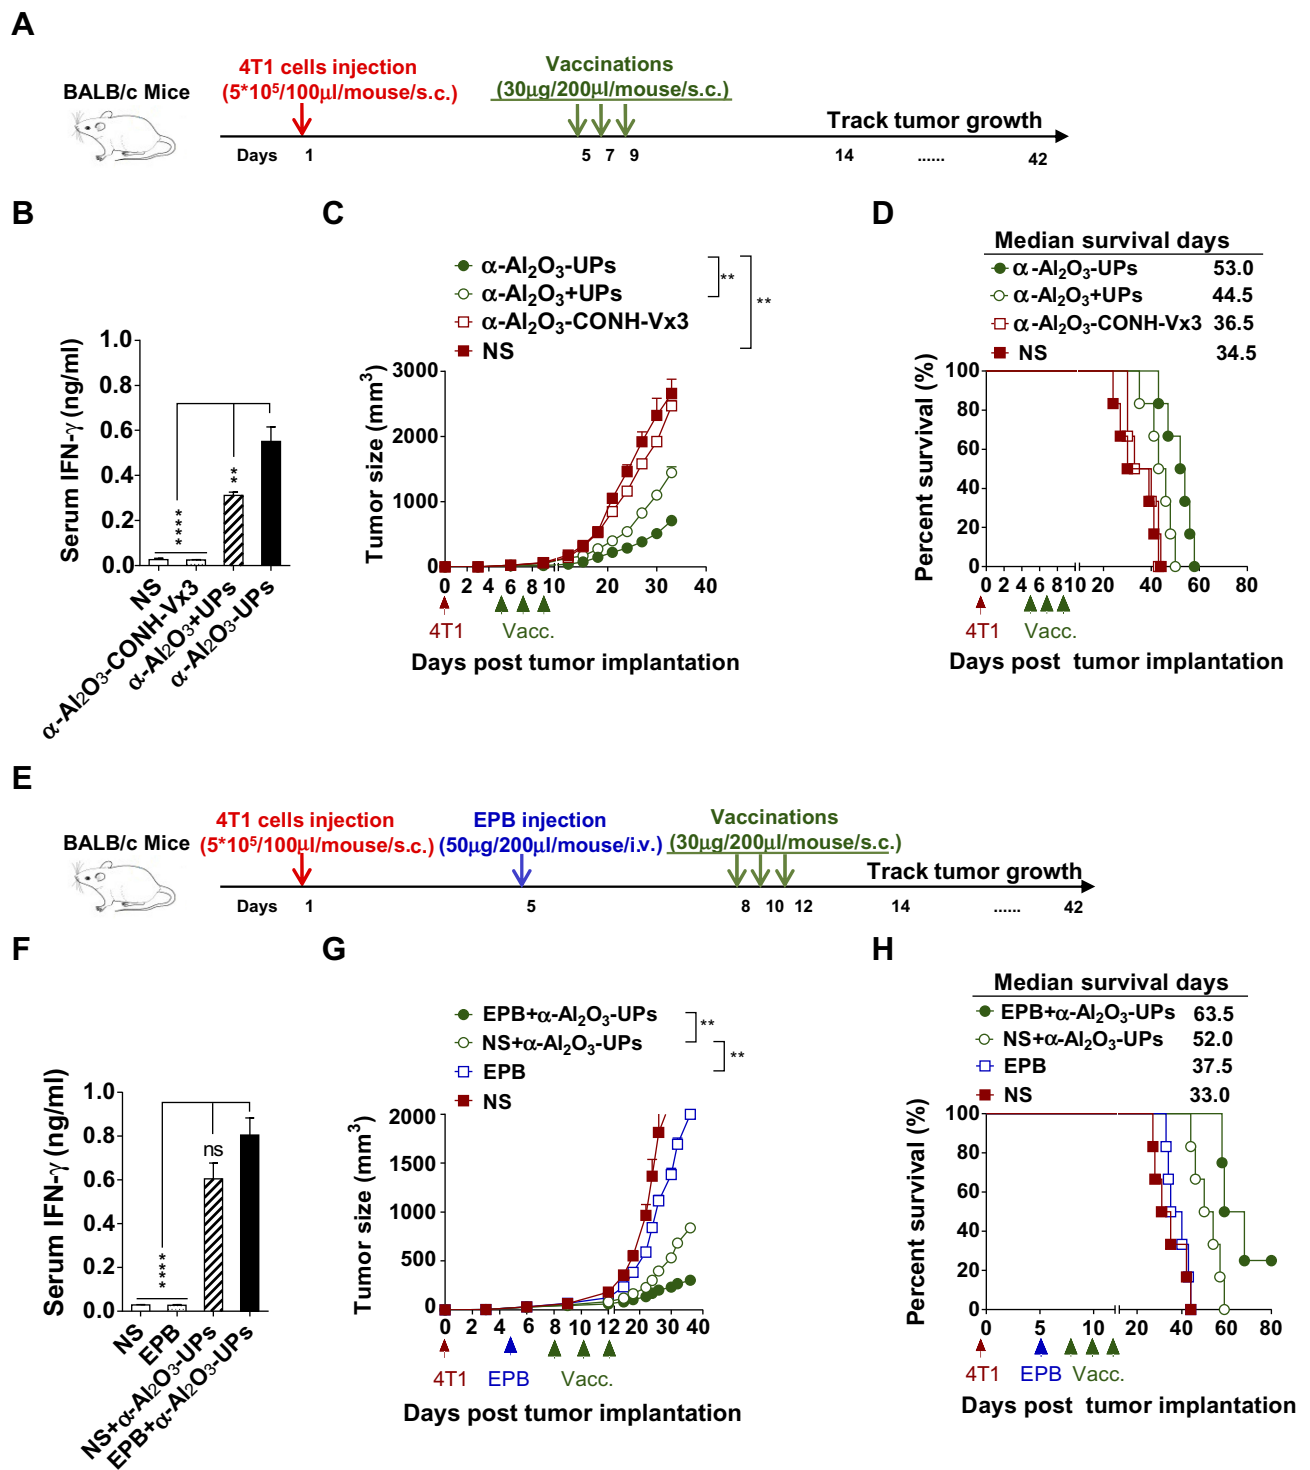 A
BALB/c Mice
4T1 cells injection
(5*10⁵/100μl/mouse/s.c.)
Vaccinations
(30μg/200μl/mouse/s.c.)
Track tumor growth
Days 1 5 7 9 14 ...... 42
B
Serum IFN-γ (ng/ml)
1.0
0.8
0.6
0.4
0.2
0.0
****
**
NS
α-Al₂O₃-CONH-Vx3
α-Al₂O₃+UPs
α-Al₂O₃-UPs
C
α-Al₂O₃-UPs
α-Al₂O₃+UPs
α-Al₂O₃-CONH-Vx3
NS
**
**
Tumor size (mm³)
3000
2000
1000
0
0 2 4 6 8 10 20 30 40
4T1 Vacc.
Days post tumor implantation
D
Median survival days
α-Al₂O₃-UPs 53.0
α-Al₂O₃+UPs 44.5
α-Al₂O₃-CONH-Vx3 36.5
NS 34.5
Percent survival (%)
100
80
60
40
20
0
0 2 4 6 8 10 20 40 60 80
4T1 Vacc.
Days post tumor implantation
E
BALB/c Mice
4T1 cells injection
(5*10⁵/100μl/mouse/s.c.)
EPB injection
(50μg/200μl/mouse/i.v.)
Vaccinations
(30μg/200μl/mouse/s.c.)
Track tumor growth
Days 1 5 8 10 12 14 ...... 42
F
Serum IFN-γ (ng/ml)
1.0
0.8
0.6
0.4
0.2
0.0
****
ns
NS
EPB
NS+α-Al₂O₃-UPs
EPB+α-Al₂O₃-UPs
G
EPB+α-Al₂O₃-UPs
NS+α-Al₂O₃-UPs
EPB
NS
**
**
Tumor size (mm³)
2000
1500
1000
500
0
0 2 4 6 8 10 12 20 30 40
4T1 EPB Vacc.
Days post tumor implantation
H
Median survival days
EPB+α-Al₂O₃-UPs 63.5
NS+α-Al₂O₃-UPs 52.0
EPB 37.5
NS 33.0
Percent survival (%)
100
80
60
40
20
0
0 5 10 20 40 60 80
4T1 EPB Vacc.
Days post tumor implantation